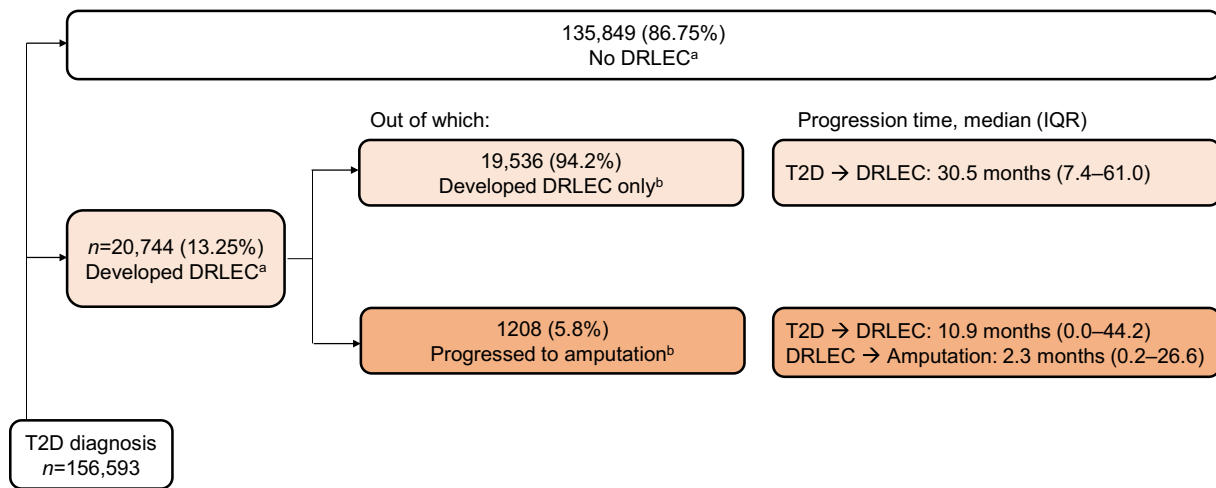 135,849 (86.75%)
No DRLECᵃ
Out of which:
Progression time, median (IQR)
19,536 (94.2%)
Developed DRLEC onlyᵇ
T2D → DRLEC: 30.5 months (7.4–61.0)
n=20,744 (13.25%)
Developed DRLECᵃ
1208 (5.8%)
Progressed to amputationᵇ
T2D → DRLEC: 10.9 months (0.0–44.2)
DRLEC → Amputation: 2.3 months (0.2–26.6)
T2D diagnosis
n=156,593